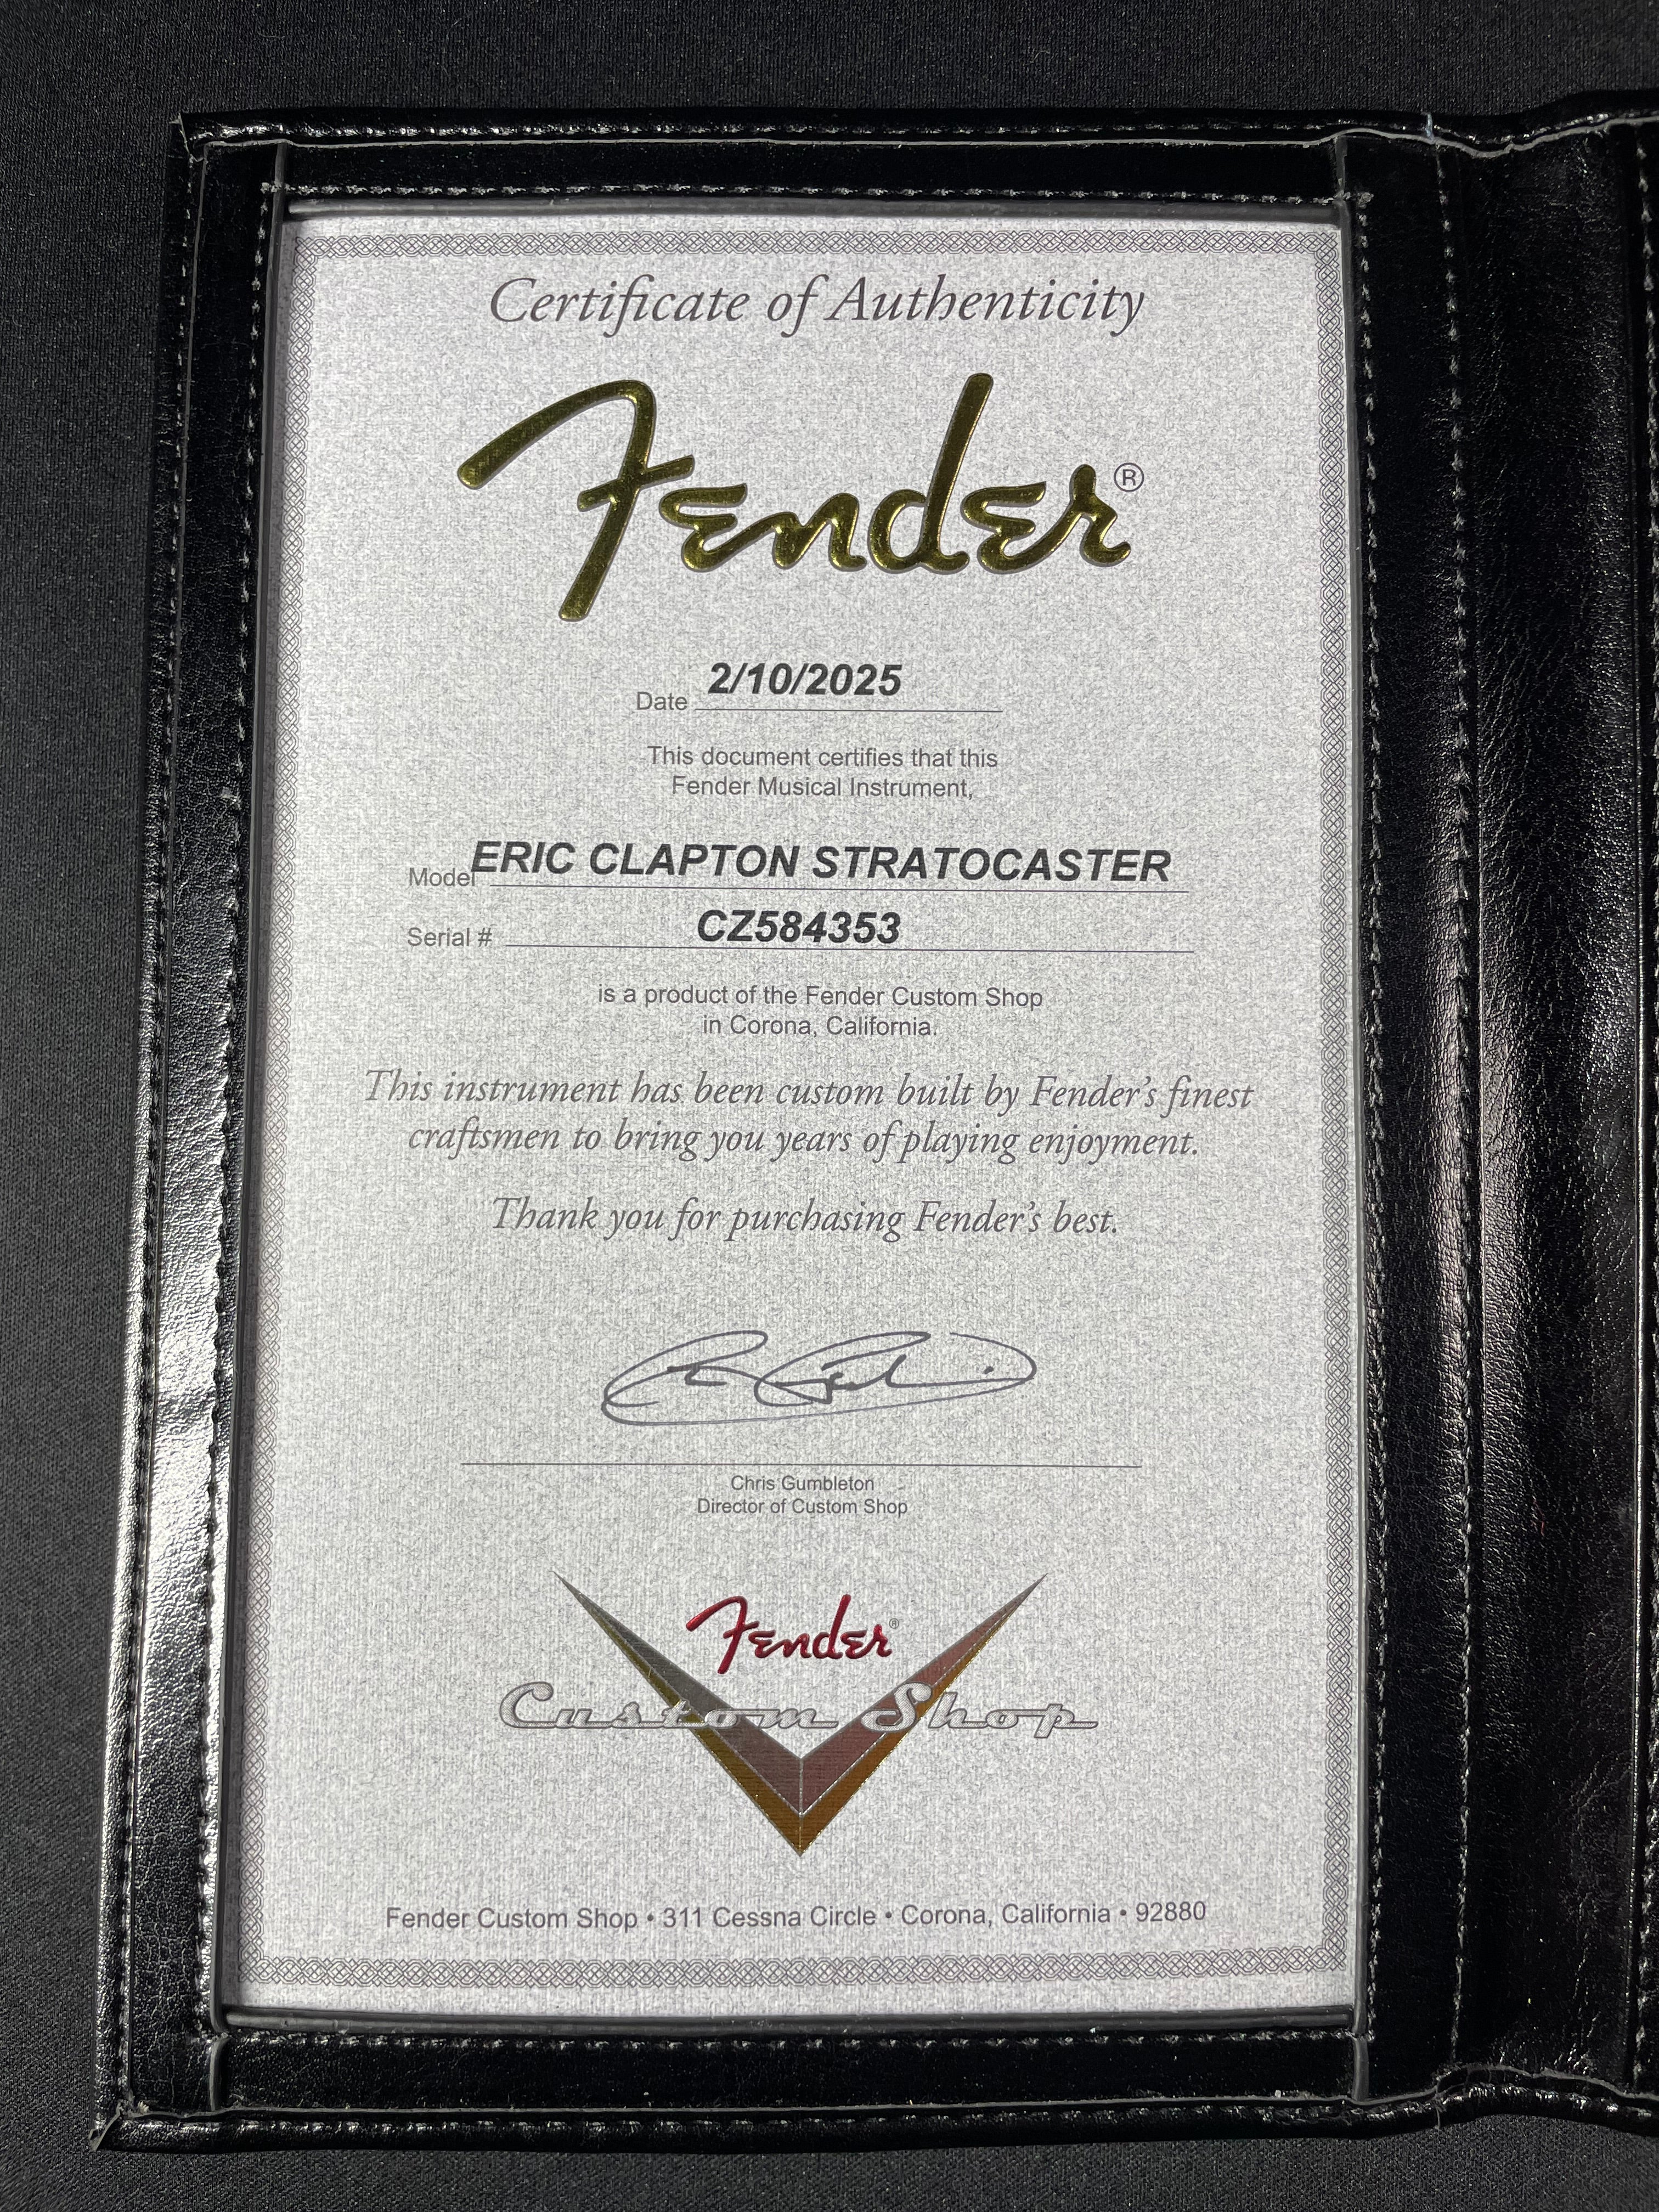 Certificate of Authenticity
Fender®
Date 2/10/2025
This document certifies that this
Fender Musical Instrument,
Model ERIC CLAPTON STRATOCASTER
Serial # CZ584353
is a product of the Fender Custom Shop
in Corona, California.
This instrument has been custom built by Fender's finest
craftsmen to bring you years of playing enjoyment.
Thank you for purchasing Fender's best.
Chris Gumbleton
Director of Custom Shop
Fender®
Custom Shop
Fender Custom Shop • 311 Cessna Circle • Corona, California • 92880